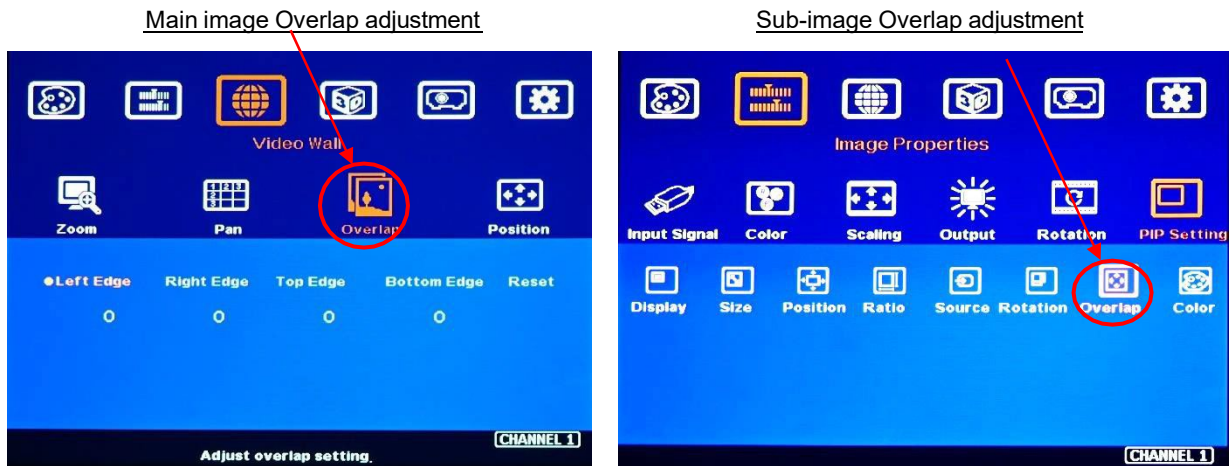 Main image Overlap adjustment
Sub-image Overlap adjustment
Video Wall
Zoom Pan Overlap Position
Left Edge Right Edge Top Edge Bottom Edge Reset
0 0 0 0
CHANNEL 1
Adjust overlap setting.
Image Properties
Input Signal Color Scaling Output Rotation PIP Setting
Display Size Position Ratio Source Rotation Overlap Color
CHANNEL 1